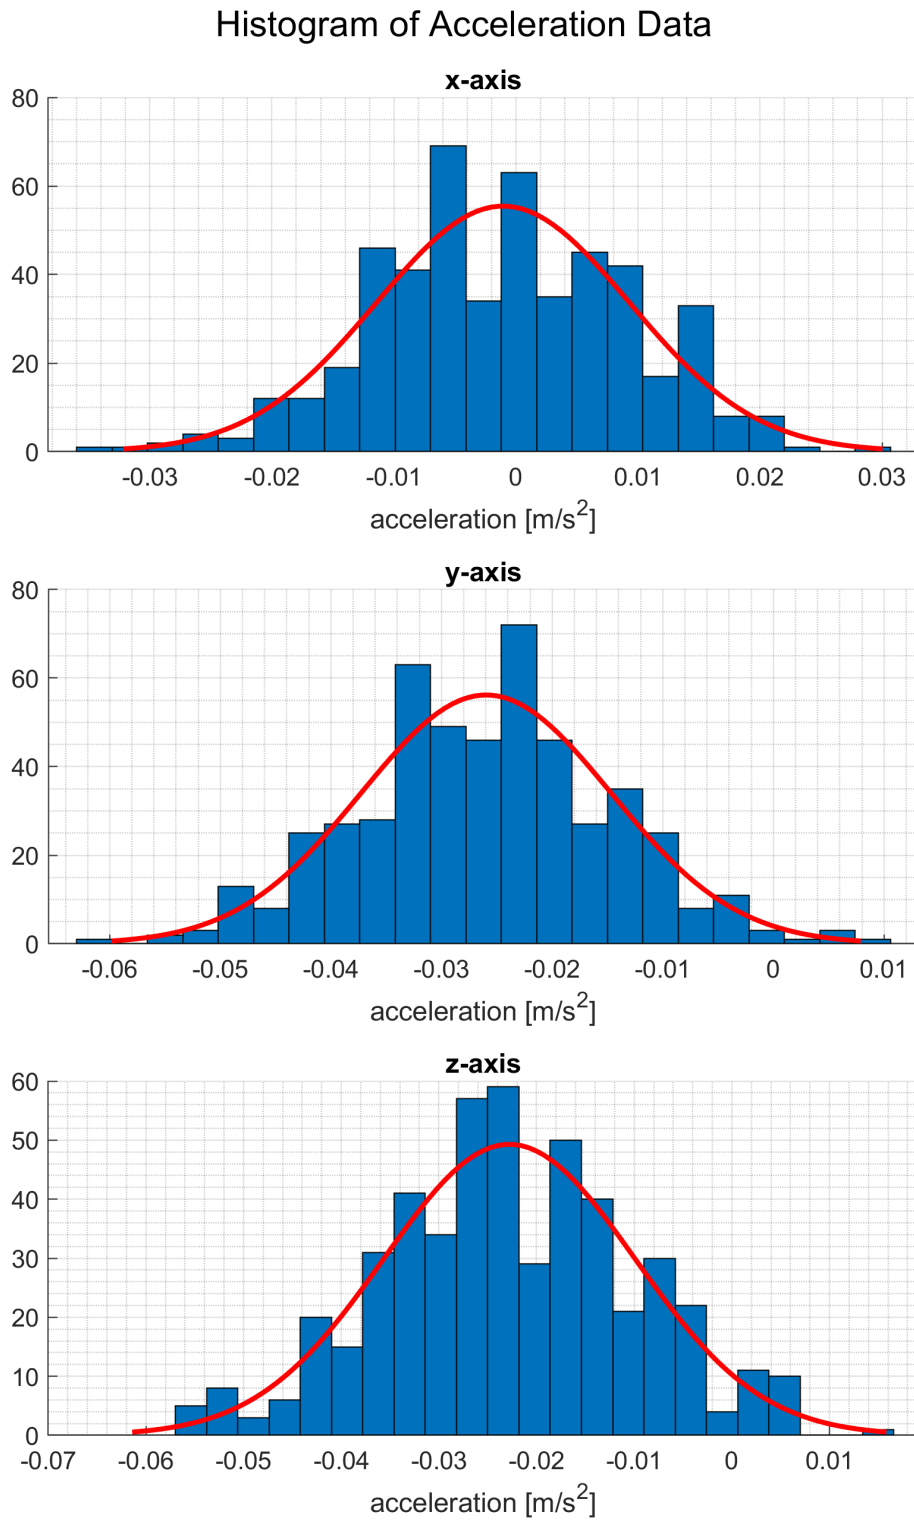 Histogram of Acceleration Data
x-axis
80
60
40
20
0
-0.03 -0.02 -0.01 0 0.01 0.02 0.03
acceleration [m/s²]
y-axis
80
60
40
20
0
-0.06 -0.05 -0.04 -0.03 -0.02 -0.01 0 0.01
acceleration [m/s²]
z-axis
60
50
40
30
20
10
0
-0.07 -0.06 -0.05 -0.04 -0.03 -0.02 -0.01 0 0.01
acceleration [m/s²]